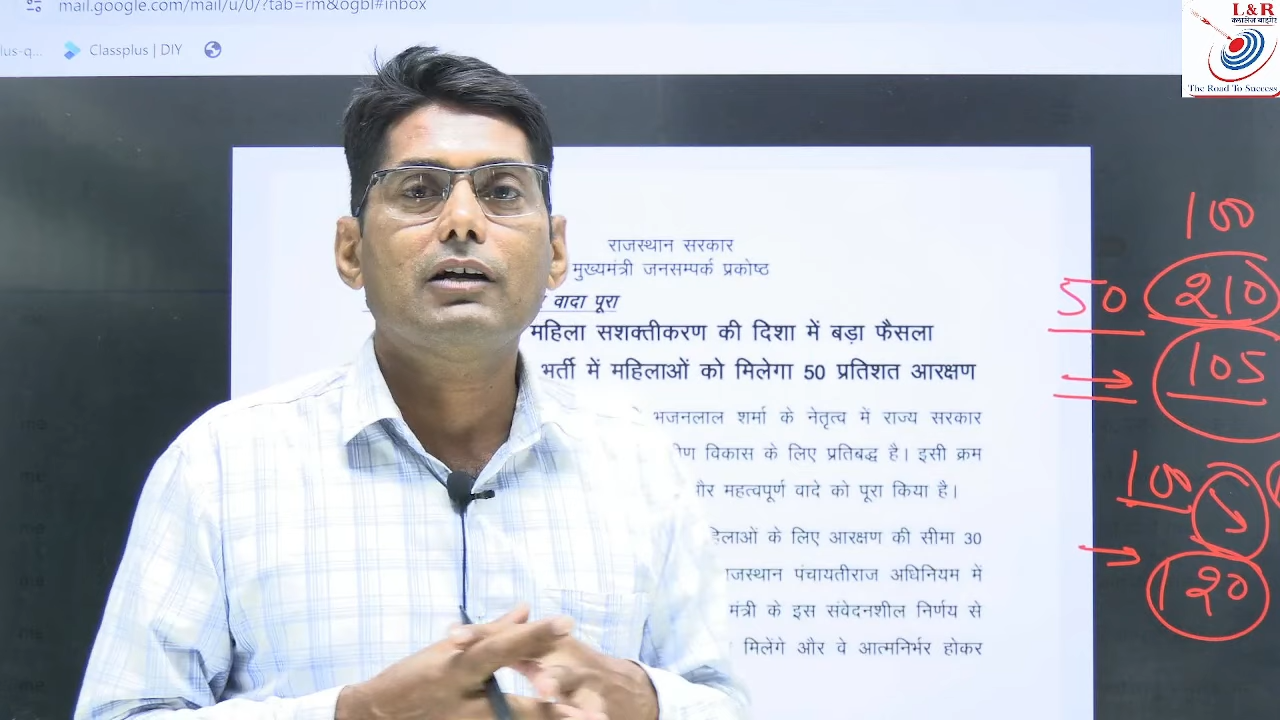 mail.google.com/mail/u/0/?tab=rm&ogbl#inbox
Classplus | DIY
L&R
क्लासेज बाड़मेर
The Road To Success
राजस्थान सरकार
मुख्यमंत्री जनसम्पर्क प्रकोष्ठ
वादा पूरा
महिला सशक्तीकरण की दिशा में बड़ा फैसला
भर्ती में महिलाओं को मिलेगा 50 प्रतिशत आरक्षण
भजनलाल शर्मा के नेतृत्व में राज्य सरकार
विकास के लिए प्रतिबद्ध है। इसी क्रम
महत्वपूर्ण वादे को पूरा किया है।
के लिए आरक्षण की सीमा 30
पंचायतीराज अधिनियम में
के इस संवेदनशील निर्णय से
मिलेंगे और वे आत्मनिर्भर होकर
100
50 210
105
100
120